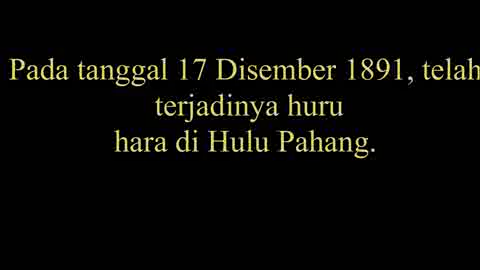 Pada tanggal 17 Disember 1891, telah
terjadinya huru
hara di Hulu Pahang.